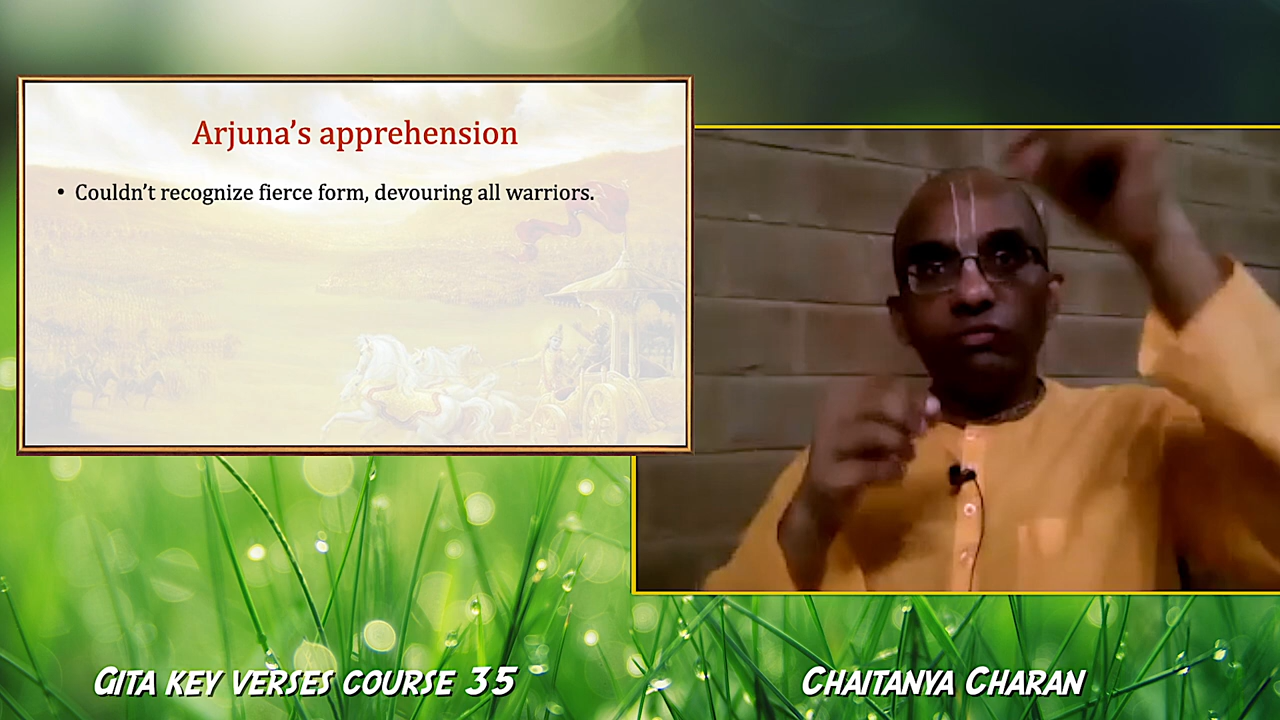 Arjuna’s apprehension
• Couldn’t recognize fierce form, devouring all warriors.
Gita key verses course 35
Chaitanya Charan